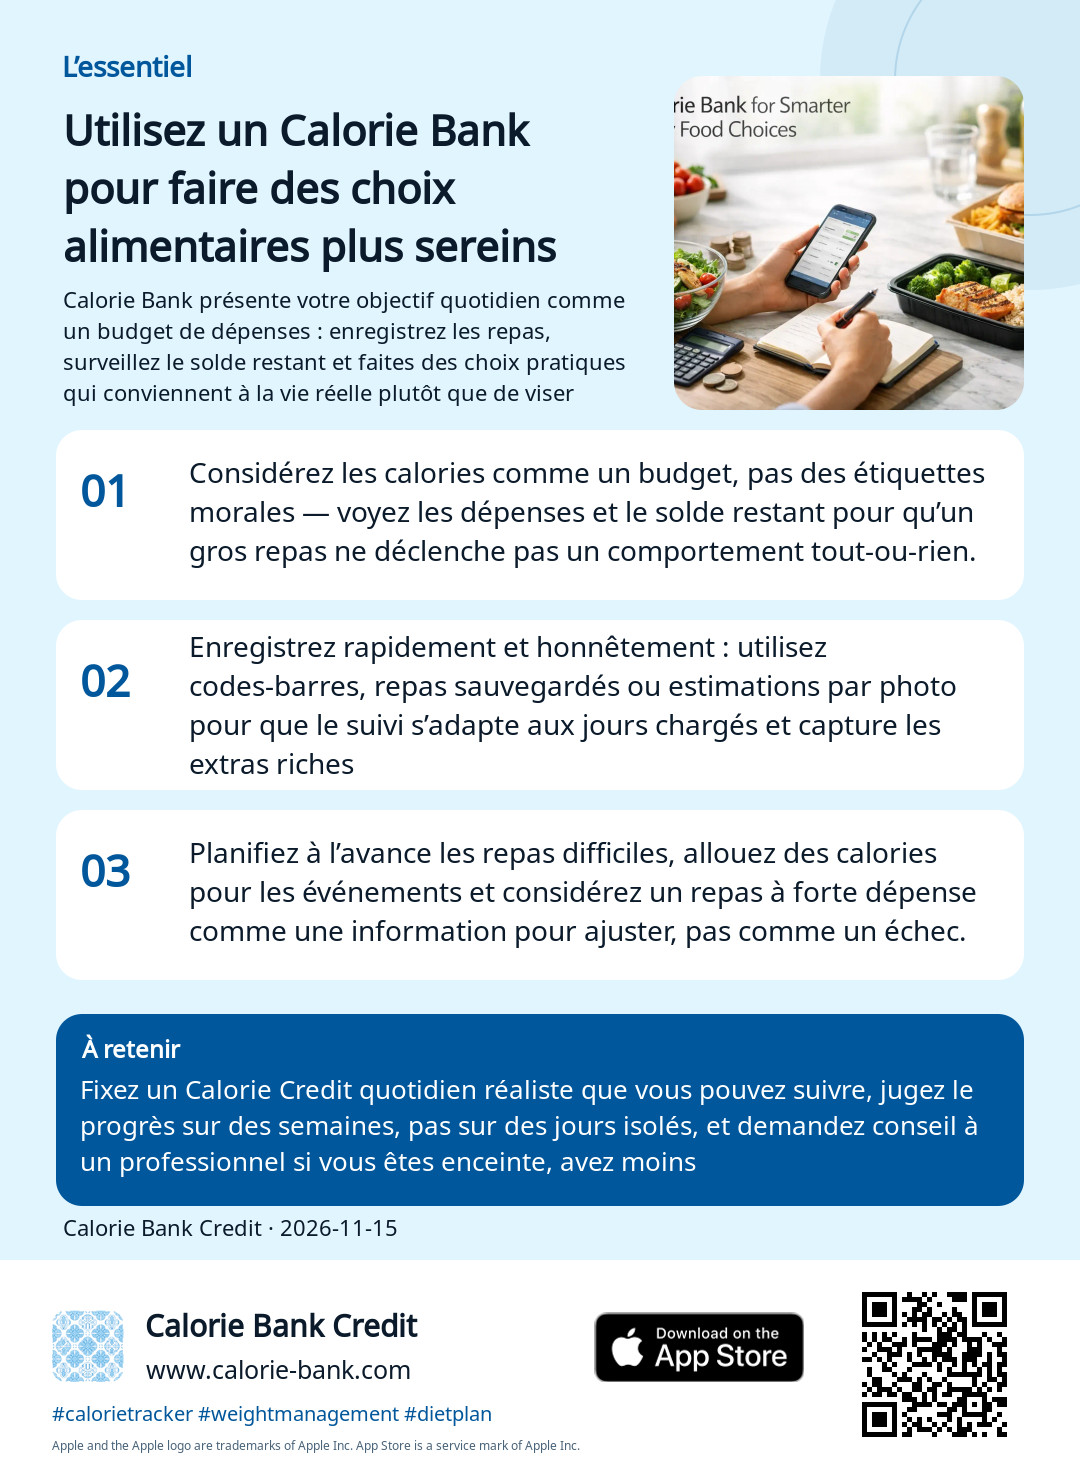 L’essentiel
Utilisez un Calorie Bank
pour faire des choix
alimentaires plus sereins
Calorie Bank présente votre objectif quotidien comme
un budget de dépenses : enregistrez les repas,
surveillez le solde restant et faites des choix pratiques
qui conviennent à la vie réelle plutôt que de viser
rie Bank for Smarter
Food Choices
01
Considérez les calories comme un budget, pas des étiquettes
morales — voyez les dépenses et le solde restant pour qu’un
gros repas ne déclenche pas un comportement tout-ou-rien.
02
Enregistrez rapidement et honnêtement : utilisez
codes-barres, repas sauvegardés ou estimations par photo
pour que le suivi s’adapte aux jours chargés et capture les
extras riches
03
Planifiez à l’avance les repas difficiles, allouez des calories
pour les événements et considérez un repas à forte dépense
comme une information pour ajuster, pas comme un échec.
À retenir
Fixez un Calorie Credit quotidien réaliste que vous pouvez suivre, jugez le
progrès sur des semaines, pas sur des jours isolés, et demandez conseil à
un professionnel si vous êtes enceinte, avez moins
Calorie Bank Credit · 2026-11-15
Calorie Bank Credit
www.calorie-bank.com
Download on the
App Store
#calorietracker #weightmanagement #dietplan
Apple and the Apple logo are trademarks of Apple Inc. App Store is a service mark of Apple Inc.